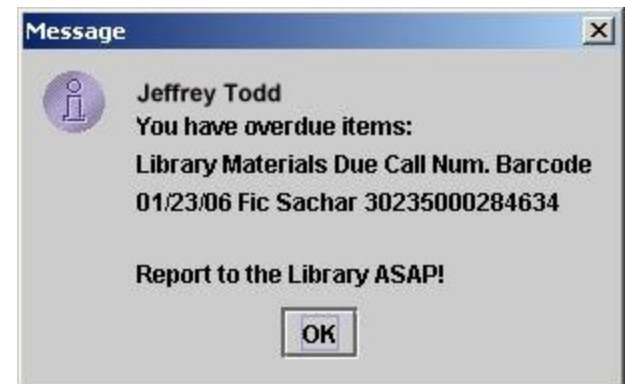 Message
Jeffrey Todd
You have overdue items:
Library Materials Due Call Num. Barcode
01/23/06 Fic Sachar 30235000284634
Report to the Library ASAP!
OK